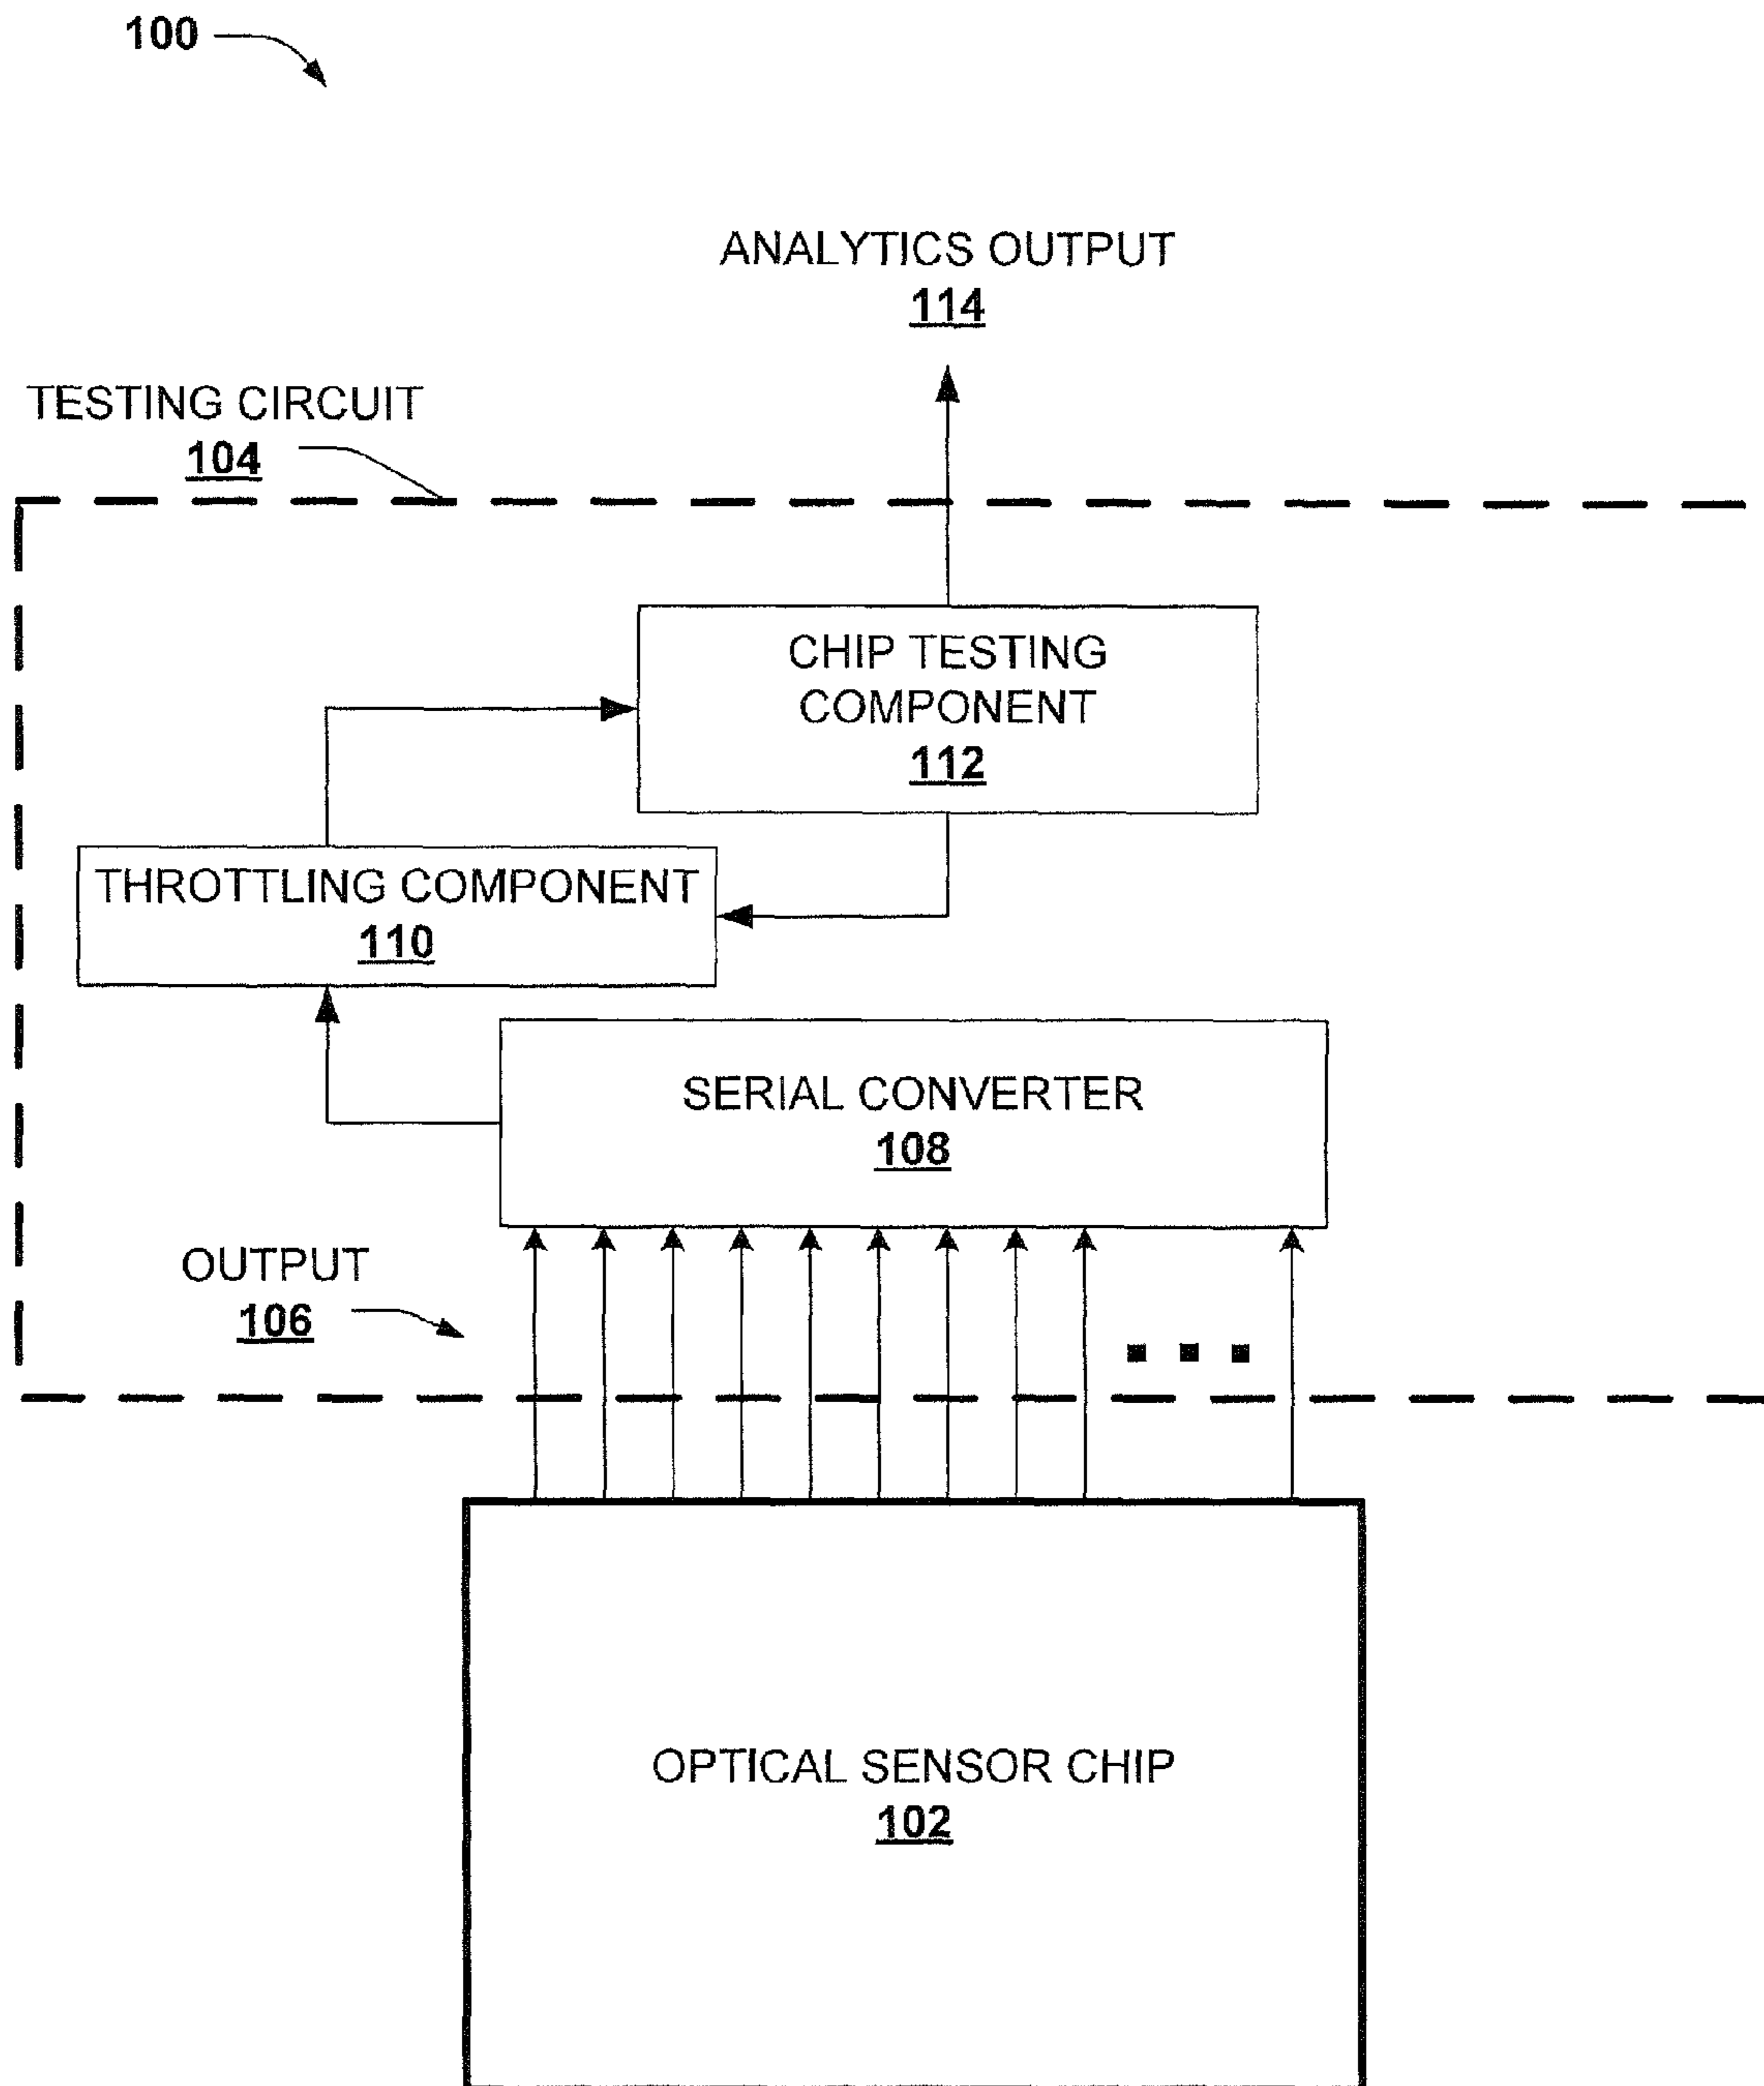 100
ANALYTICS OUTPUT
114
TESTING CIRCUIT
104
CHIP TESTING
COMPONENT
112
THROTTLING COMPONENT
110
SERIAL CONVERTER
108
OUTPUT
106
OPTICAL SENSOR CHIP
102